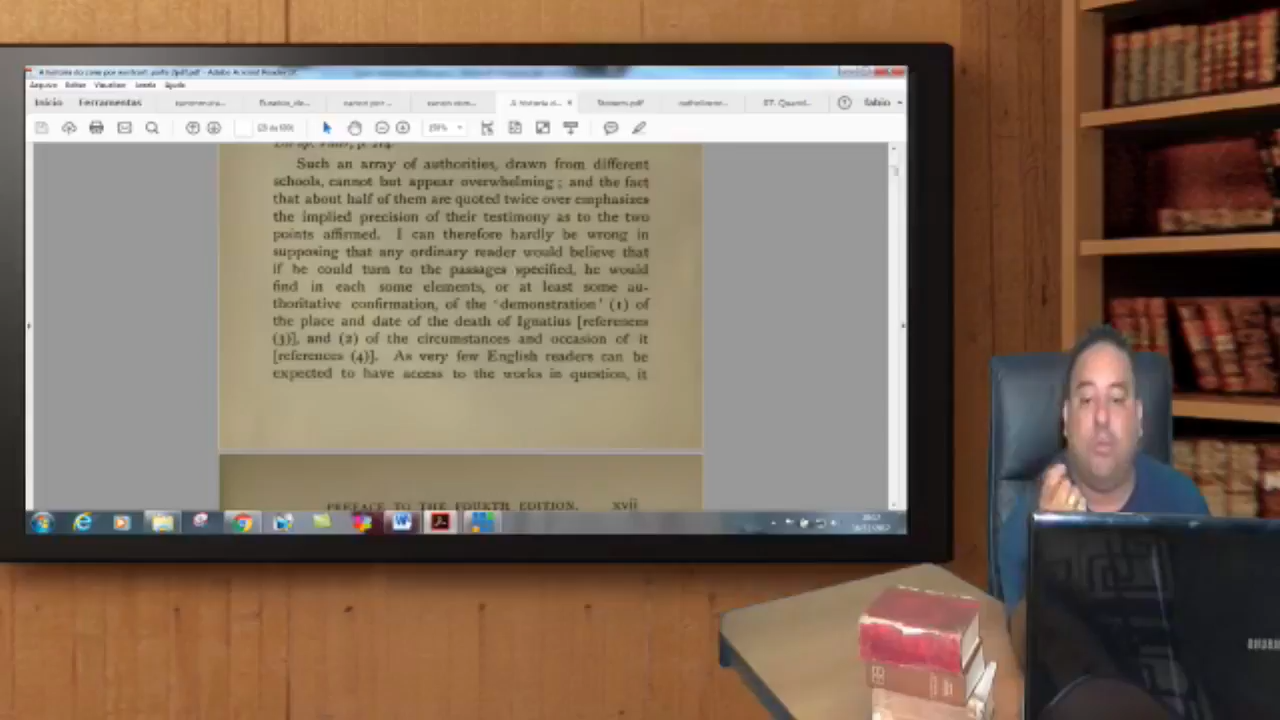 Arquivo Editar Visualizar Janela Ajuda
Início Ferramentas fabio
Such an array of authorities, drawn from different
schools, cannot but appear overwhelming; and the fact
that about half of them are quoted twice over emphasizes
the implied precision of their testimony as to the two
points affirmed. I can therefore hardly be wrong in
supposing that any ordinary reader would believe that
if he could turn to the passages specified, he would
find in each some elements, or at least some au-
thoritative confirmation, of the 'demonstration' (1) of
the place and date of the death of Ignatius [references
(3)], and (2) of the circumstances and occasion of it
[references (4)]. As very few English readers can be
expected to have access to the works in question, it
PREFACE TO THE FOURTH EDITION. xvii